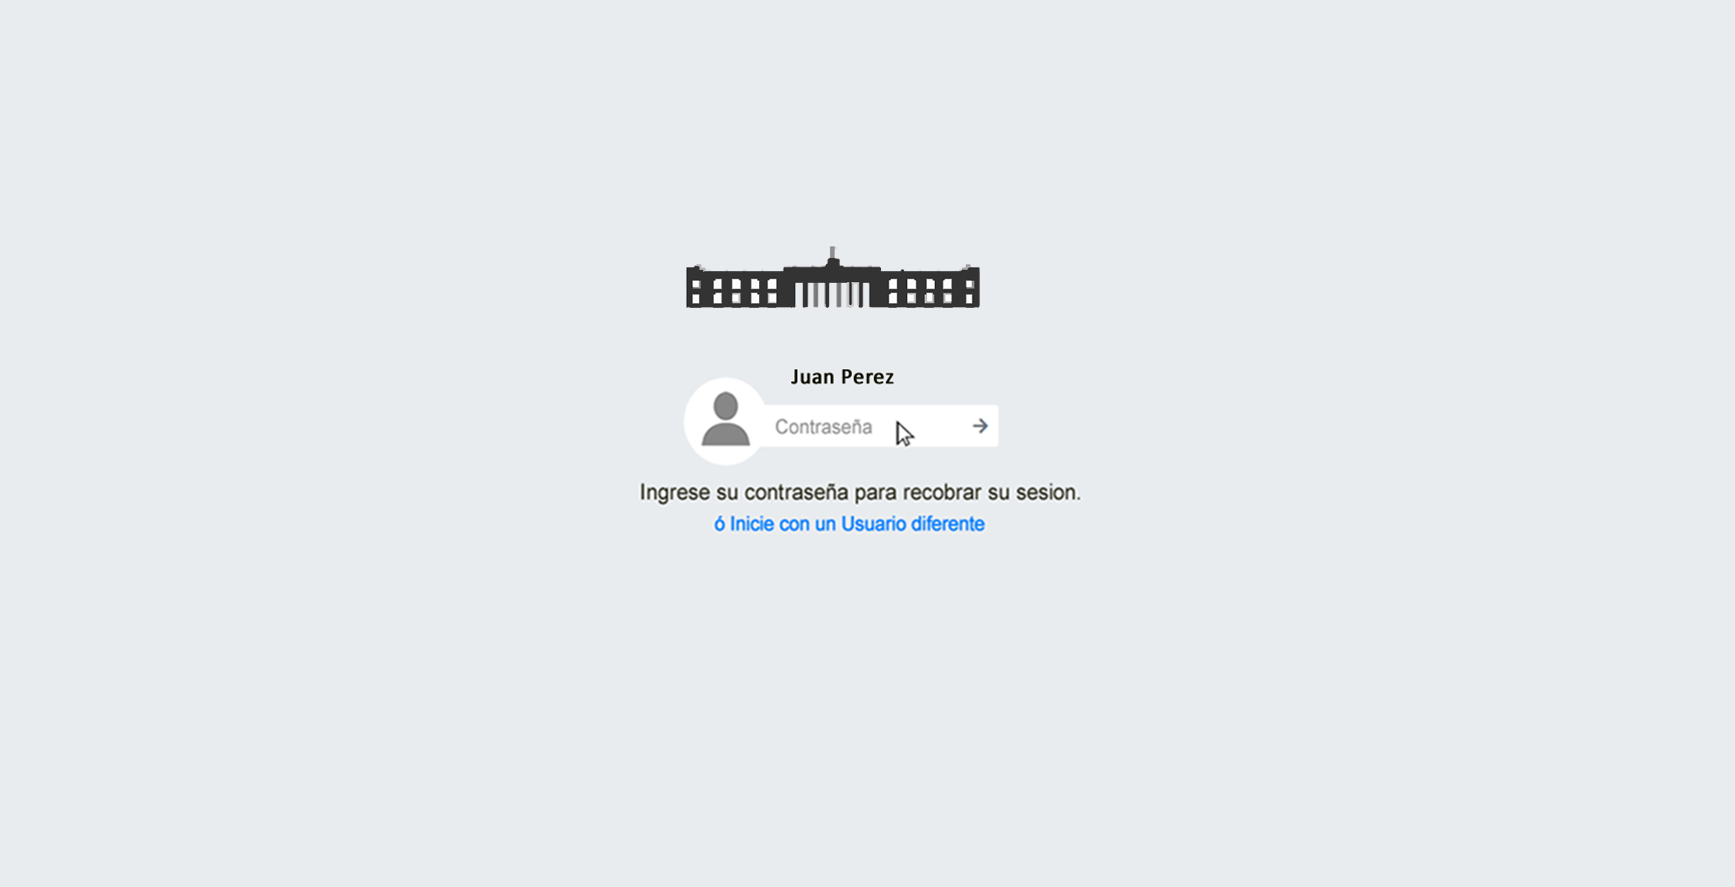 Juan Perez
Contraseña
Ingrese su contraseña para recobrar su sesion.
ó Inicie con un Usuario diferente